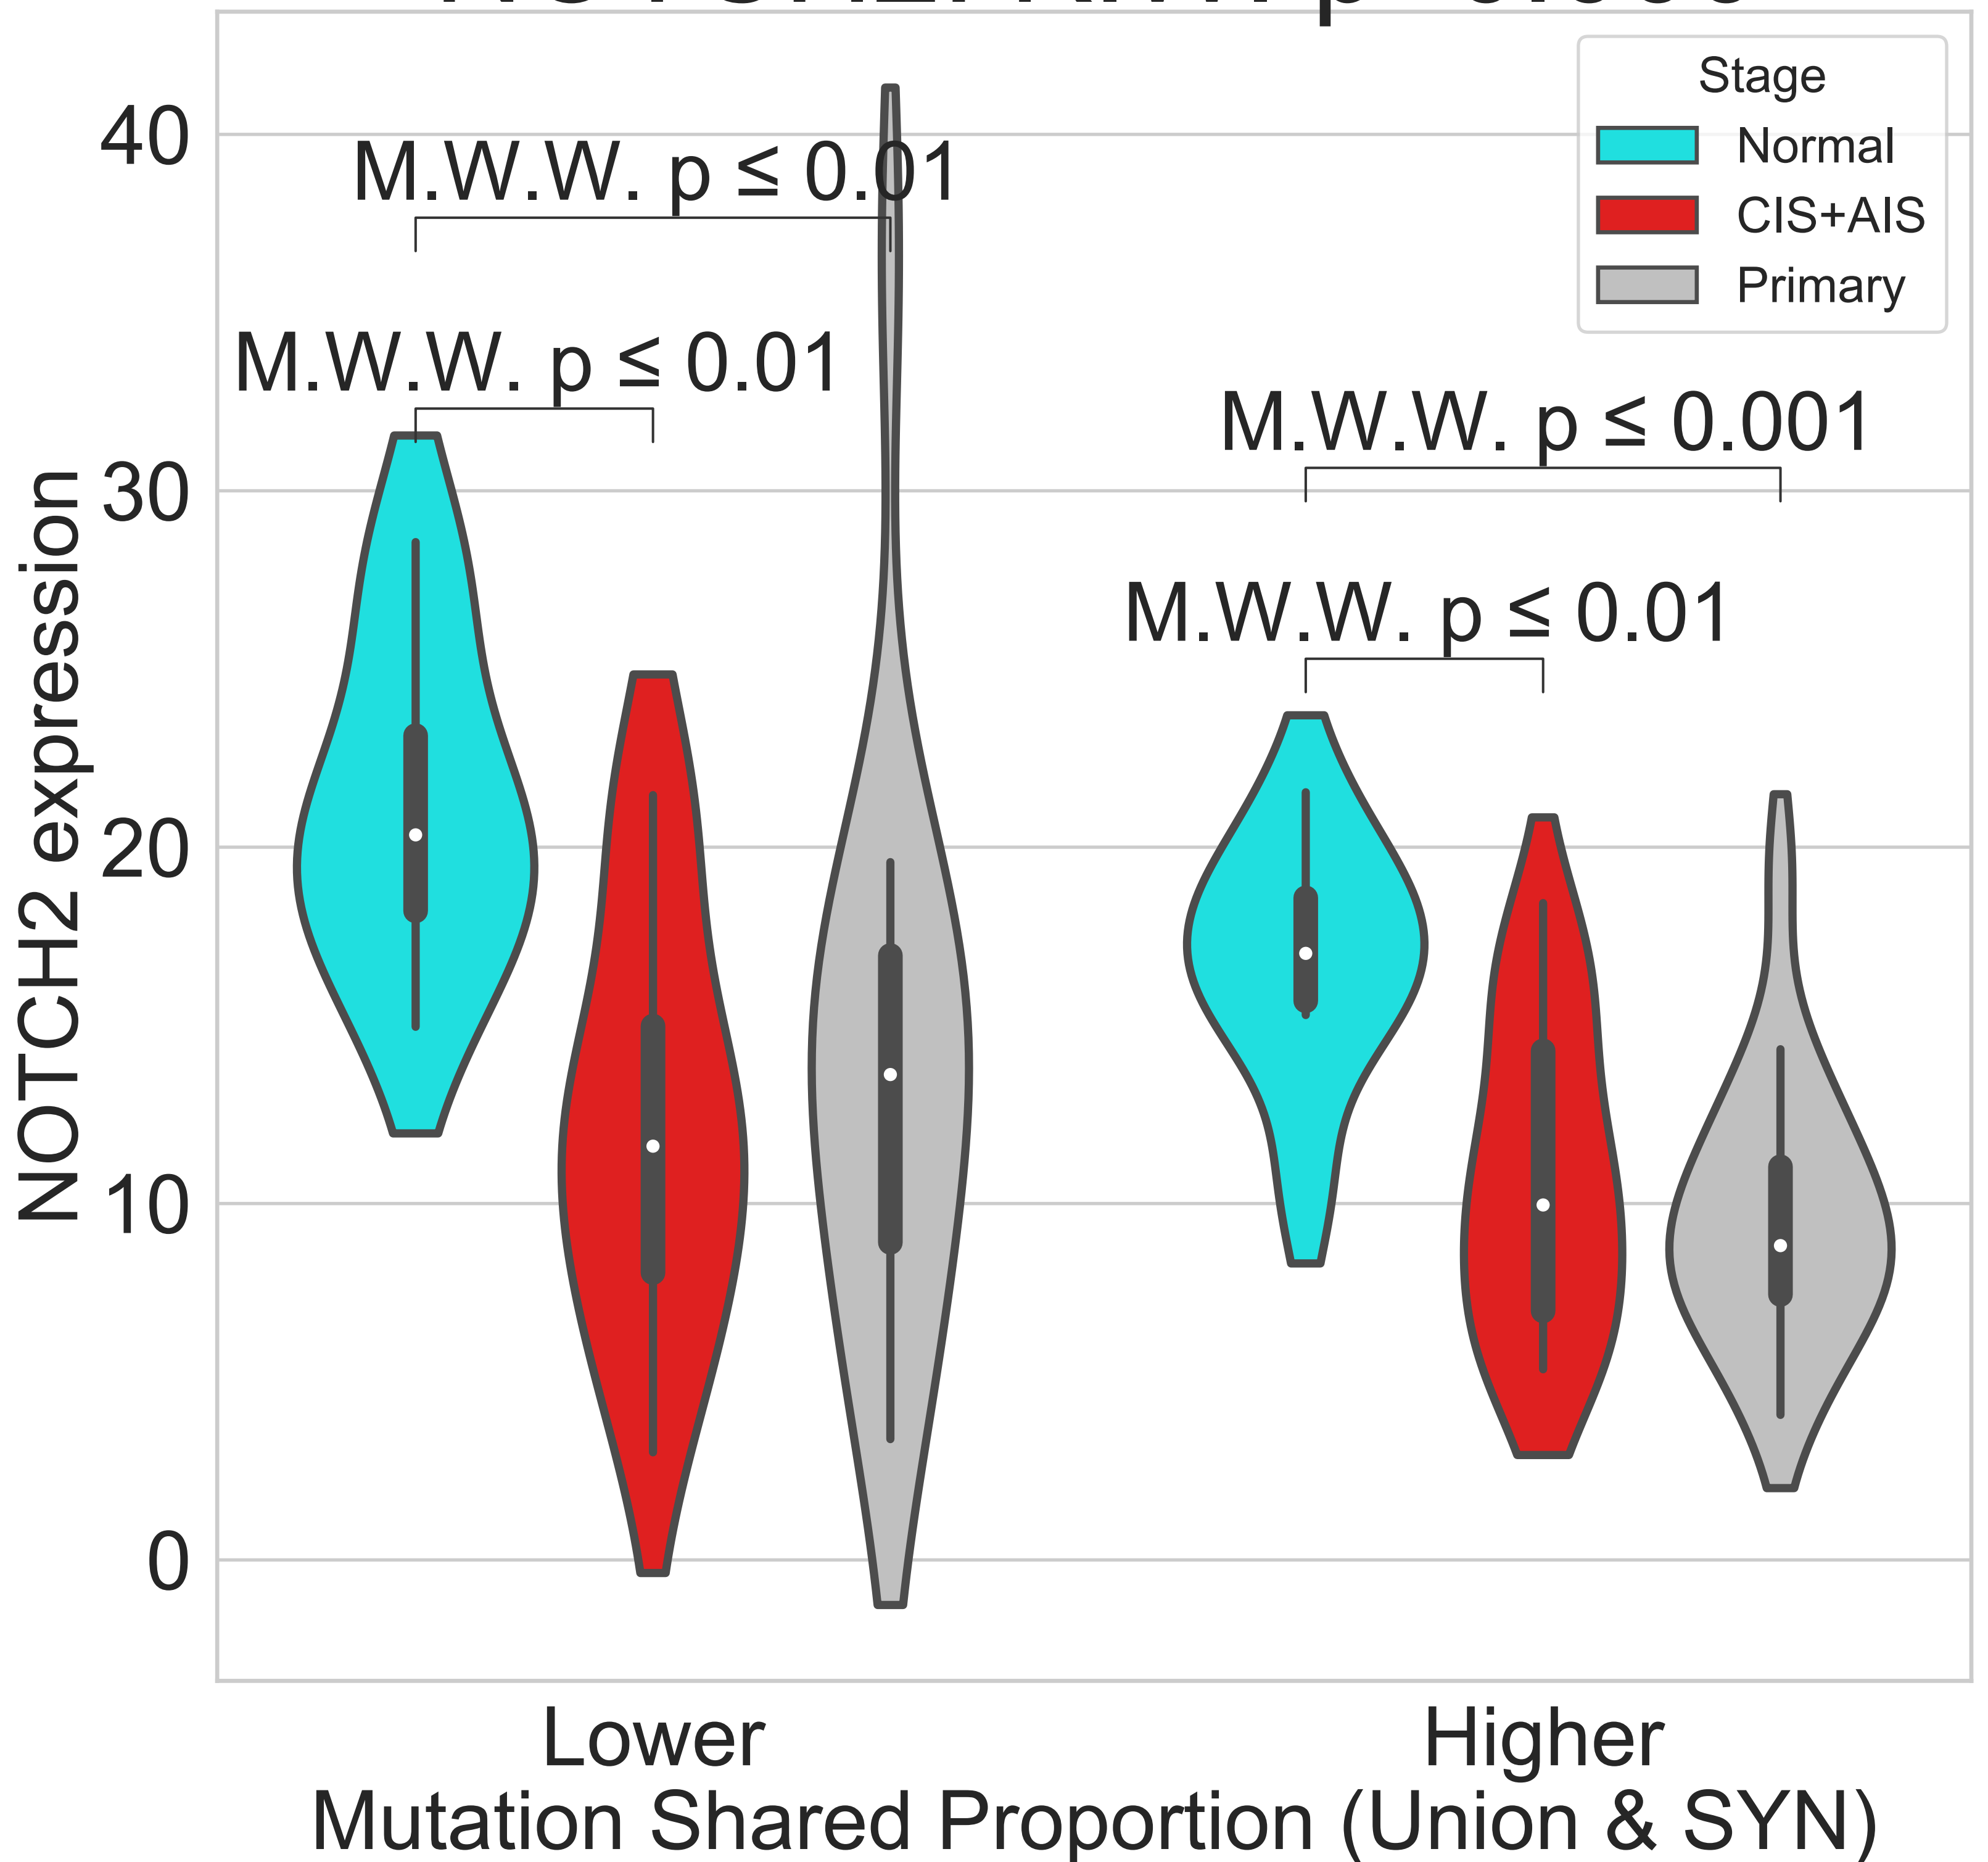 Stage
Normal
CIS+AIS
Primary
40
30
20
10
0
NOTCH2 expression
M.W.W. p ≤ 0.01
M.W.W. p ≤ 0.01
M.W.W. p ≤ 0.001
M.W.W. p ≤ 0.01
Lower
Higher
Mutation Shared Proportion (Union & SYN)